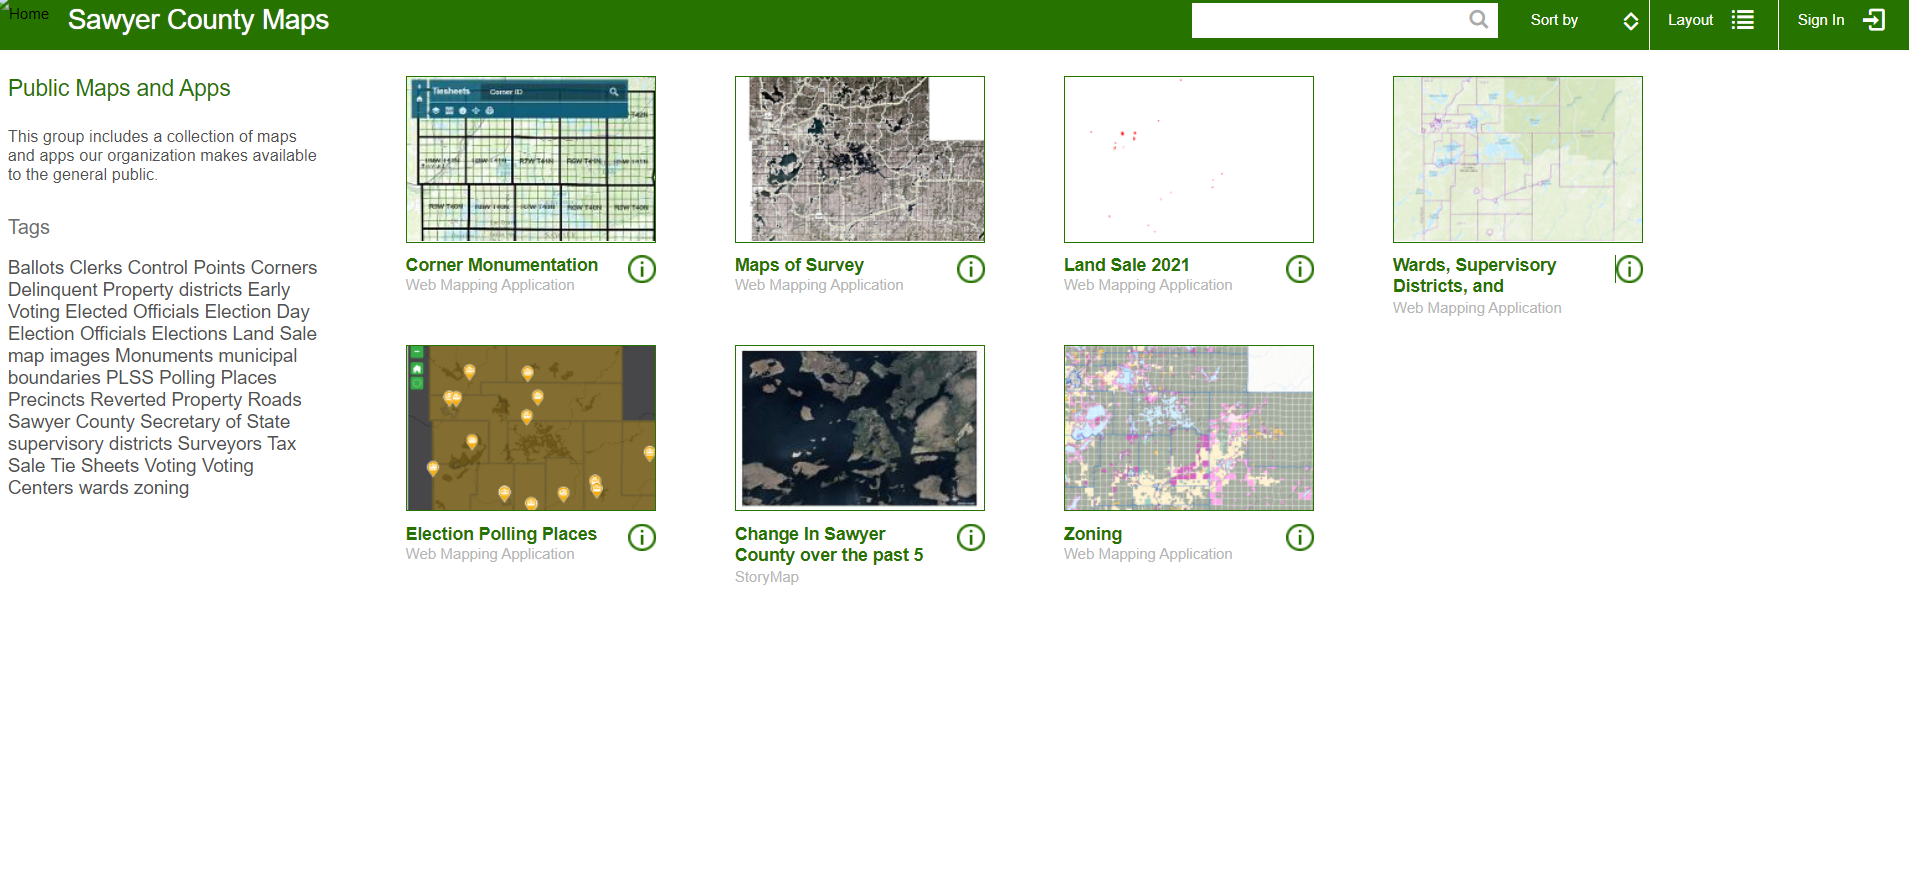 Home
Sawyer County Maps
Sort by
Layout
Sign In
Public Maps and Apps
This group includes a collection of maps
and apps our organization makes available
to the general public.
Tags
Ballots Clerks Control Points Corners
Delinquent Property districts Early
Voting Elected Officials Election Day
Election Officials Elections Land Sale
map images Monuments municipal
boundaries PLSS Polling Places
Precincts Reverted Property Roads
Sawyer County Secretary of State
supervisory districts Surveyors Tax
Sale Tie Sheets Voting Voting
Centers wards zoning
Tiesheets
Corner ID
Corner Monumentation
Web Mapping Application
Maps of Survey
Web Mapping Application
Land Sale 2021
Web Mapping Application
Wards, Supervisory
Districts, and
Web Mapping Application
Election Polling Places
Web Mapping Application
Change In Sawyer
County over the past 5
StoryMap
Zoning
Web Mapping Application